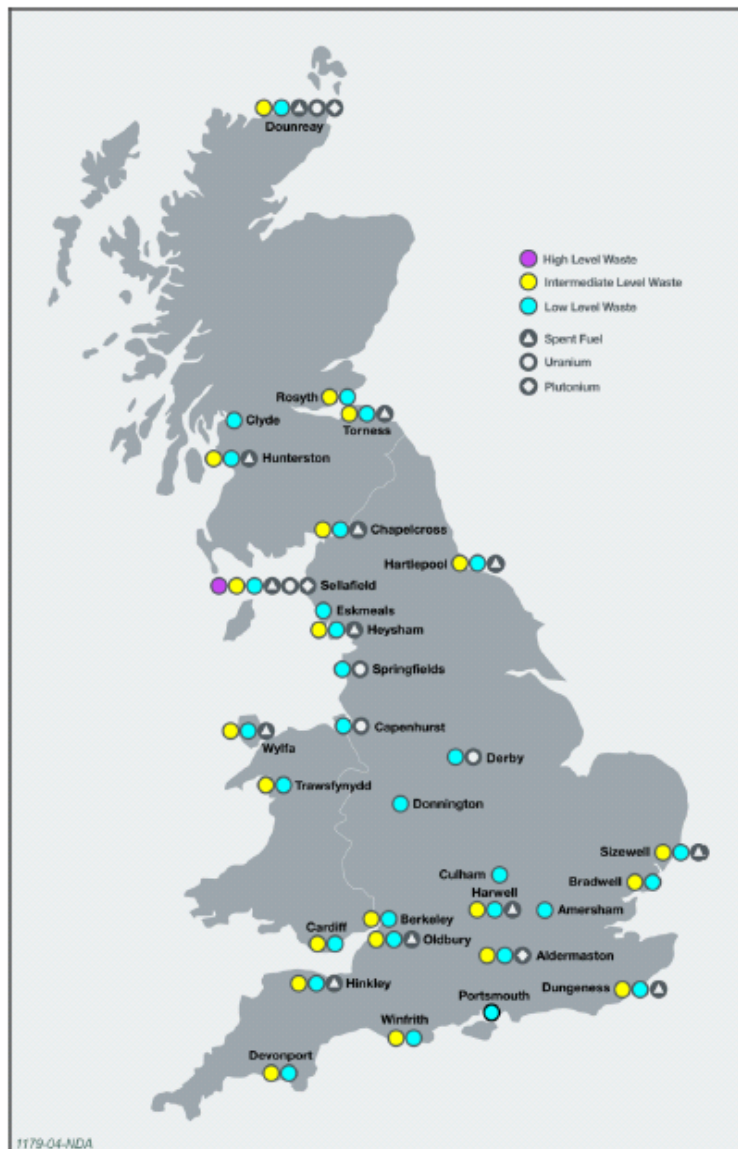 Dounreay
High Level Waste
Intermediate Level Waste
Low Level Waste
Spent Fuel
Uranium
Plutonium
Rosyth
Clyde
Torness
Hunterston
Chapelcross
Hartlepool
Sellafield
Eskmeals
Heysham
Springfields
Capenhurst
Wylfa
Derby
Trawsfynydd
Donnington
Sizewell
Culham
Bradwell
Harwell
Amersham
Berkeley
Cardiff
Oldbury
Aldermaston
Hinkley
Dungeness
Portsmouth
Winfrith
Devonport
1179-04-NDA